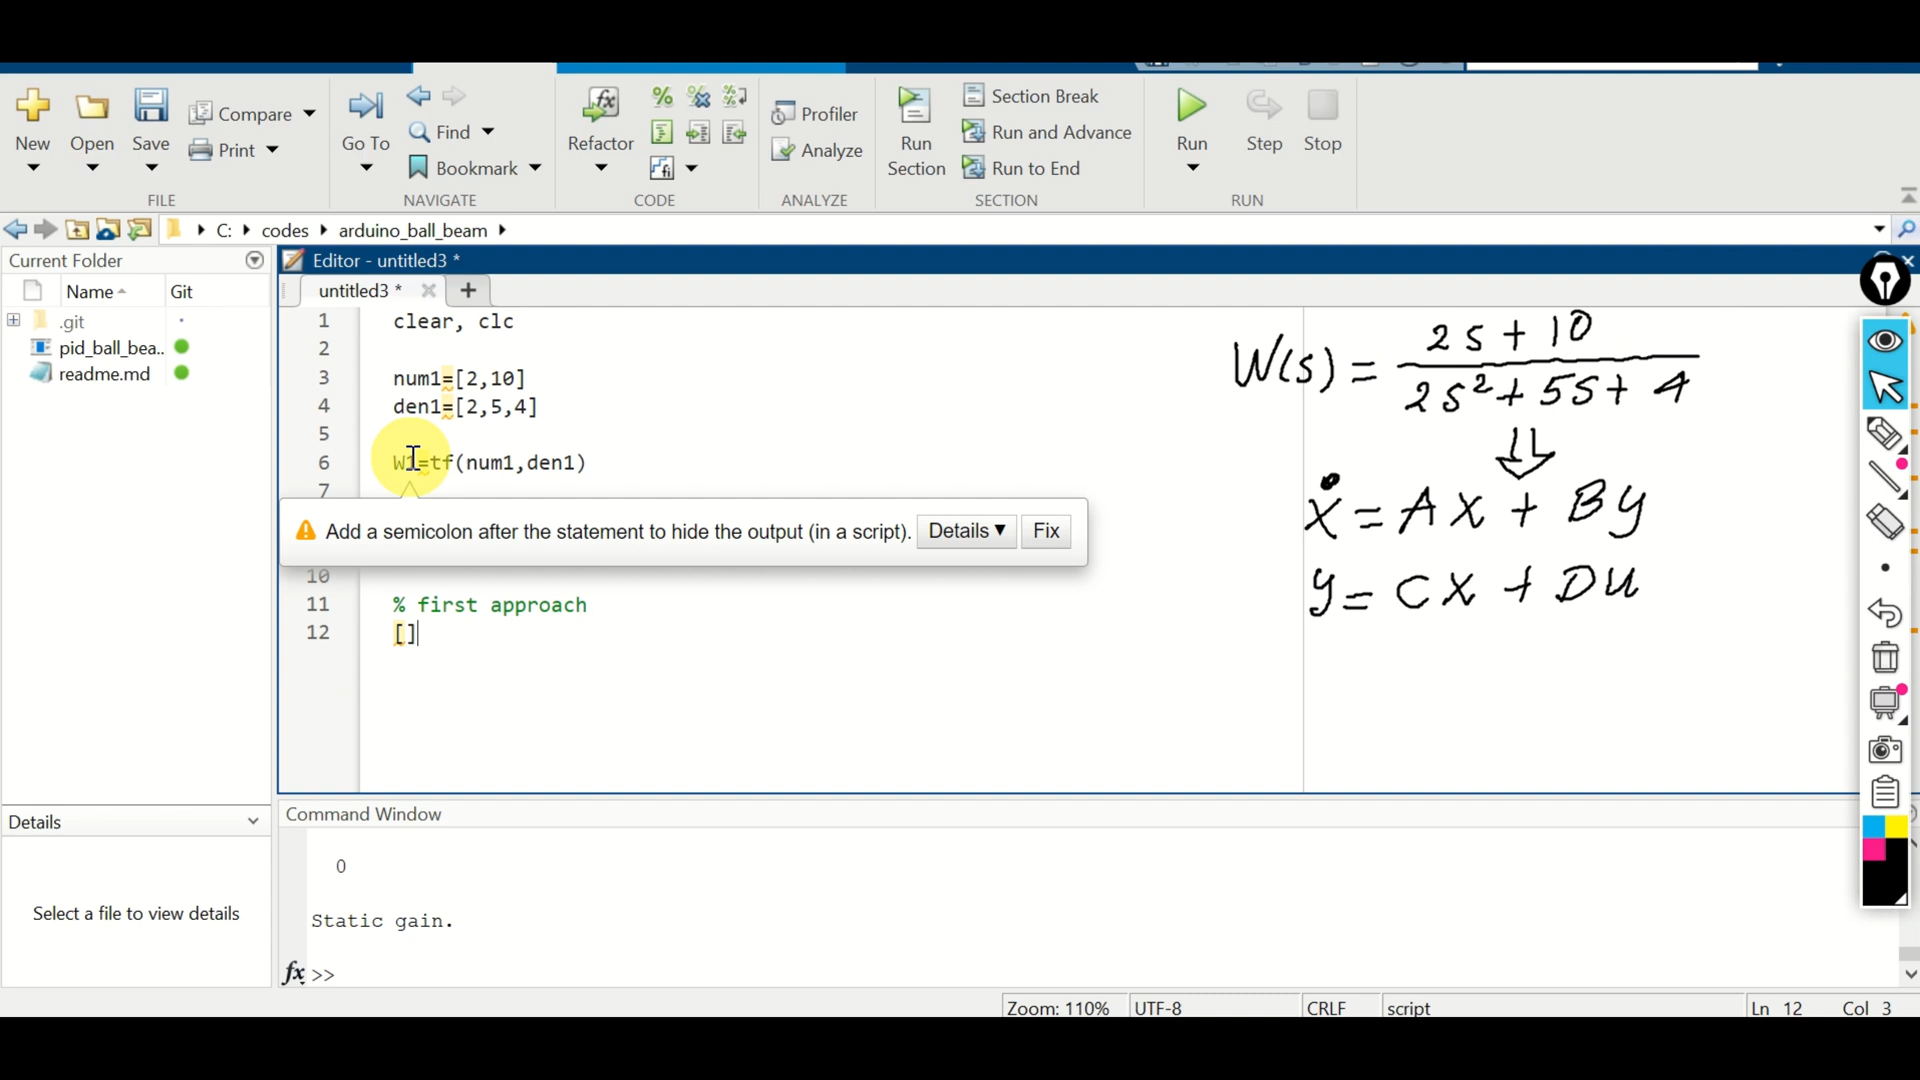 New
Open
Save
Compare
Print
FILE
Go To
Find
Bookmark
NAVIGATE
Refactor
CODE
Profiler
Analyze
ANALYZE
Run Section
Section Break
Run and Advance
Run to End
SECTION
Run
Step
Stop
RUN
C: codes arduino_ball_beam
Current Folder
Name Git
.git
pid_ball_bea..
readme.md
Editor - untitled3 *
untitled3 *
1 clear, clc
2
3 num1=[2,10]
4 den1=[2,5,4]
5
6 W1=tf(num1,den1)
7
Add a semicolon after the statement to hide the output (in a script). Details Fix
10
11 % first approach
12 []
W(s) = 2s + 10
2s² + 5s + 4
ẋ = Ax + By
y = Cx + Du
Details
Select a file to view details
Command Window
0
Static gain.
fx >>
Zoom: 110% UTF-8 CRLF script Ln 12 Col 3